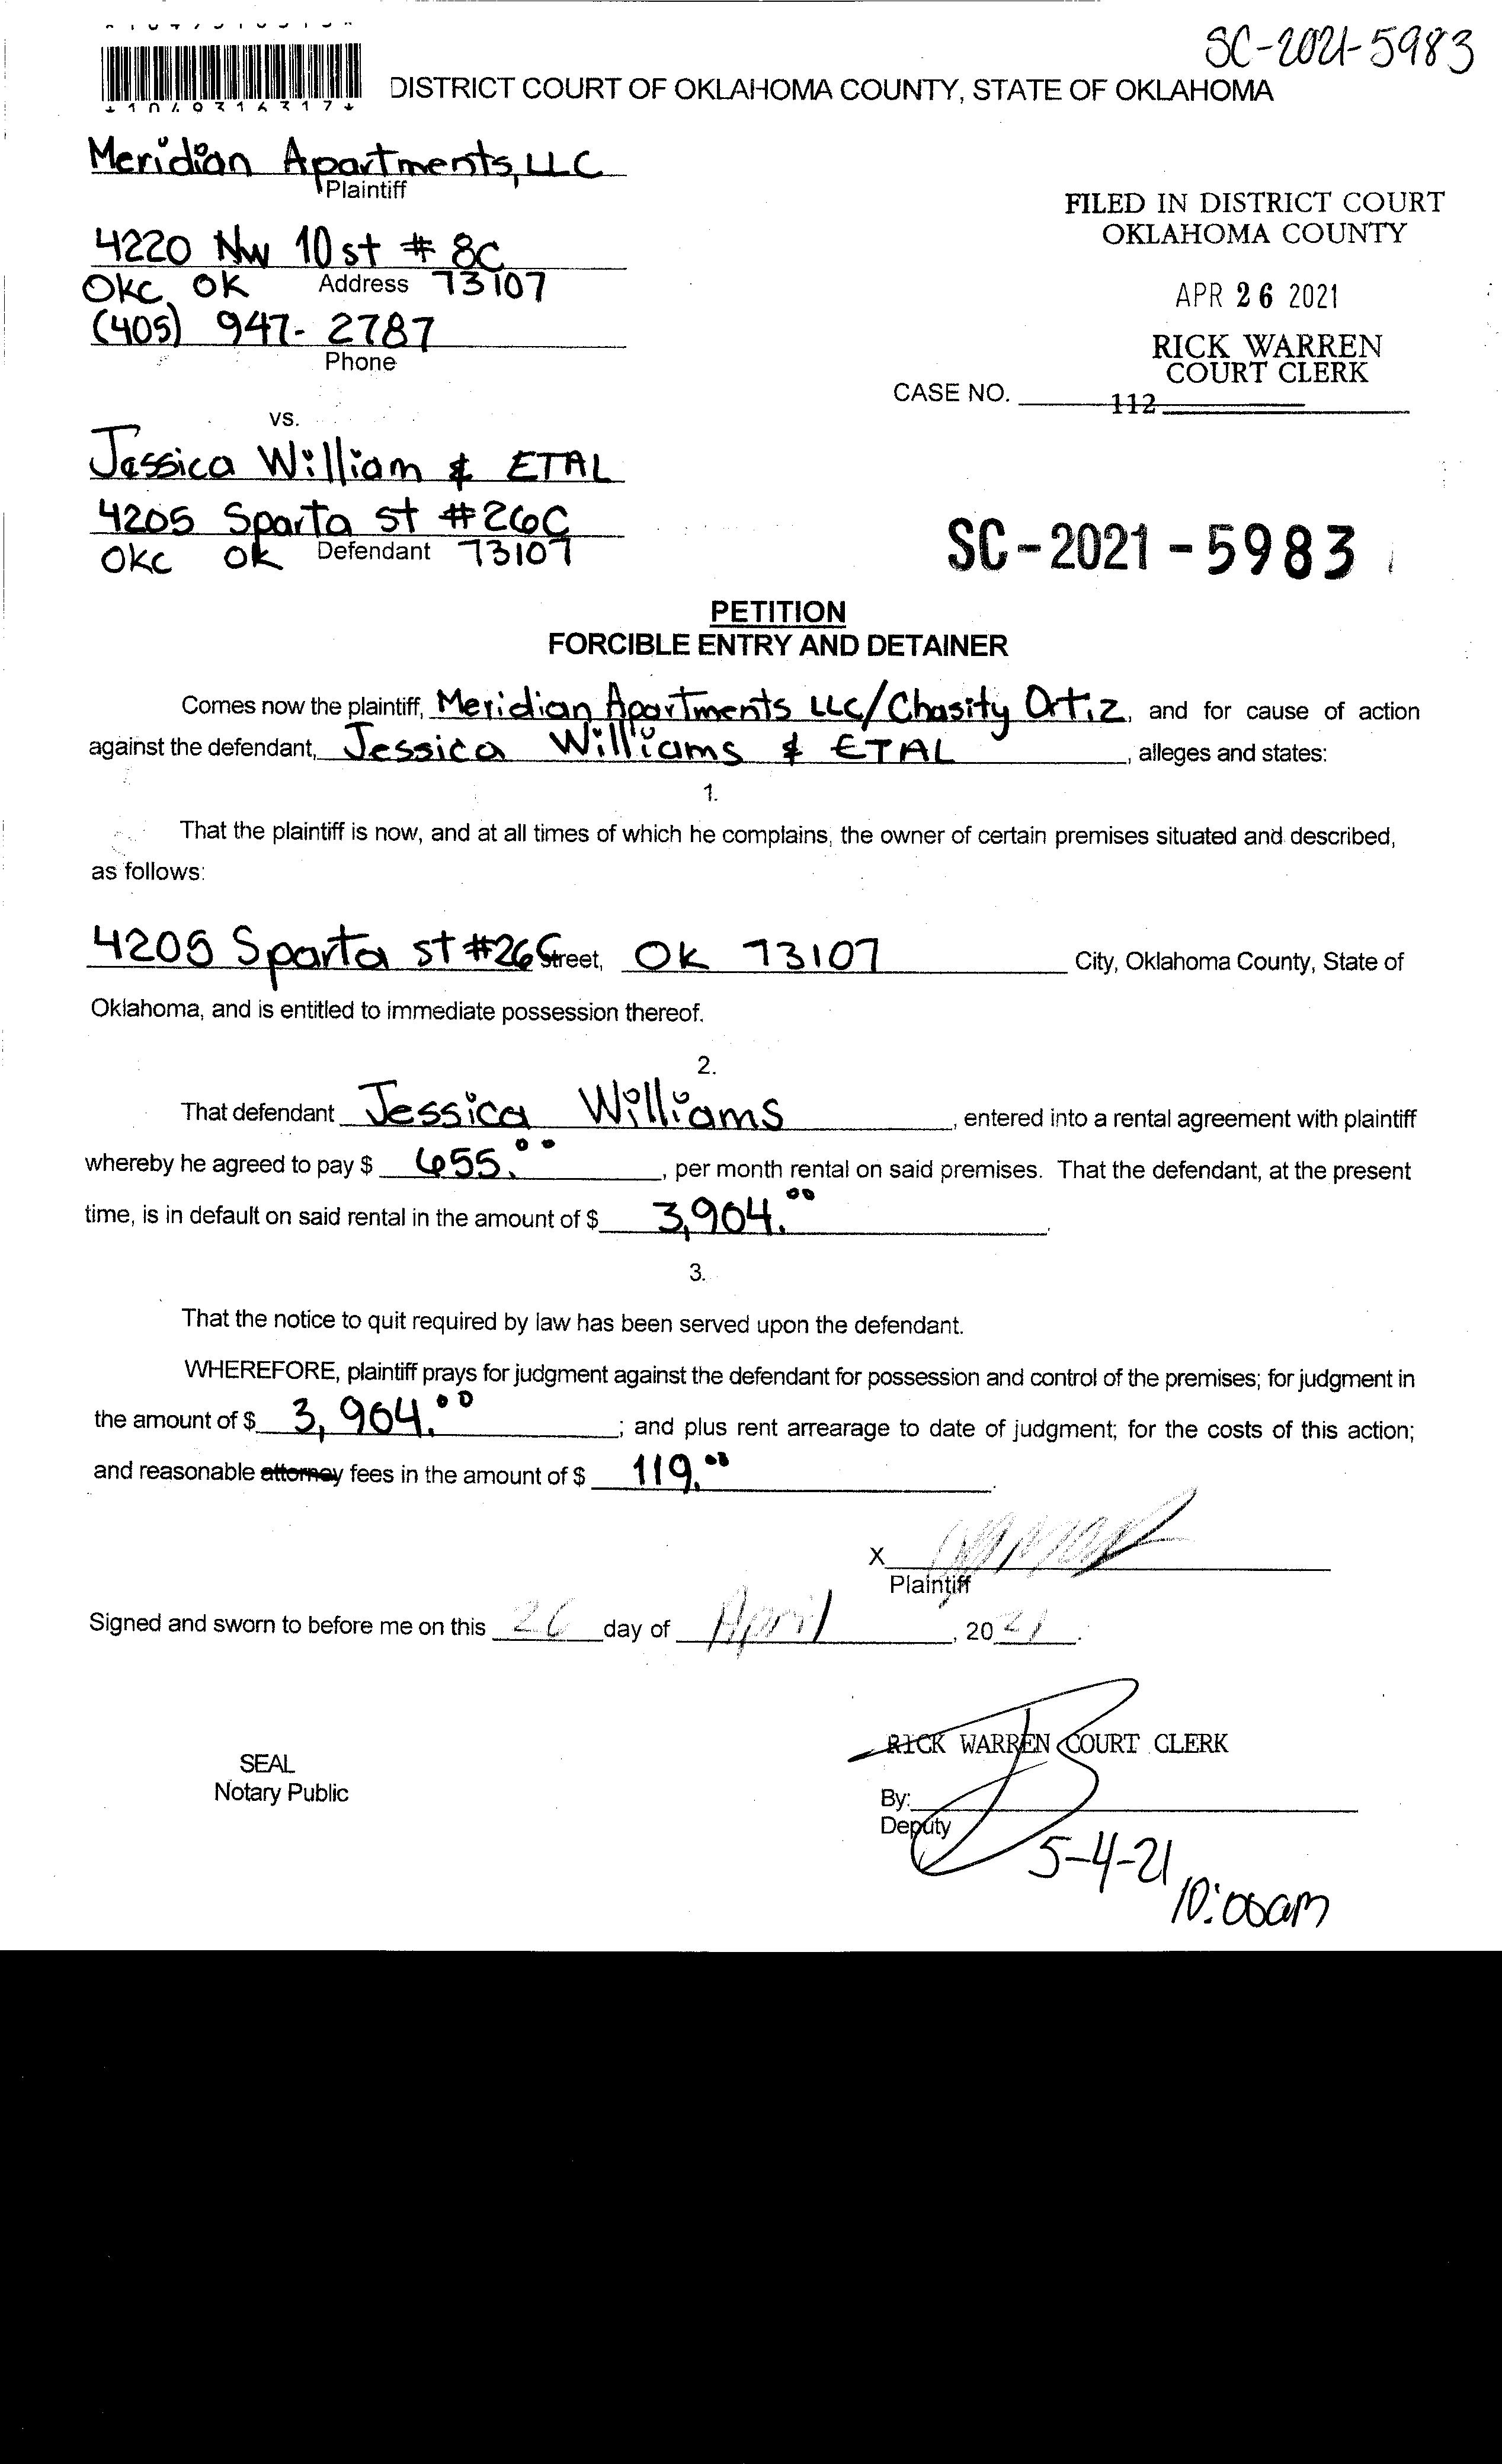 SC-2021-5983
DISTRICT COURT OF OKLAHOMA COUNTY, STATE OF OKLAHOMA
Meridian Apartments, LLC
Plaintiff
4220 NW 10 st # 8C
OKC, OK Address 73107
(405) 947-2787
Phone
FILED IN DISTRICT COURT
OKLAHOMA COUNTY
APR 26 2021
RICK WARREN
COURT CLERK
CASE NO.
112
vs.
Jessica William & ETAL
4205 Sparta st #26C
OKC OK Defendant 73107
SC-2021-5983
PETITION
FORCIBLE ENTRY AND DETAINER
Comes now the plaintiff, Meridian Apartments LLC/Chasity Ortiz, and for cause of action
against the defendant, Jessica Williams & ETAL, alleges and states:
1.
That the plaintiff is now, and at all times of which he complains, the owner of certain premises situated and described,
as follows:
4205 Sparta st #26C Street, OK 73107 City, Oklahoma County, State of
Oklahoma, and is entitled to immediate possession thereof.
2.
That defendant Jessica Williams, entered into a rental agreement with plaintiff
whereby he agreed to pay $ 655.00, per month rental on said premises. That the defendant, at the present
time, is in default on said rental in the amount of $ 3,904.00.
3.
That the notice to quit required by law has been served upon the defendant.
WHEREFORE, plaintiff prays for judgment against the defendant for possession and control of the premises; for judgment in
the amount of $ 3,904.00; and plus rent arrearage to date of judgment; for the costs of this action;
and reasonable attorney fees in the amount of $ 119.00.
X
Plaintiff
Signed and sworn to before me on this 26 day of April, 2021.
RICK WARREN COURT CLERK
SEAL
Notary Public
By:
Deputy
5-4-21
10:00am